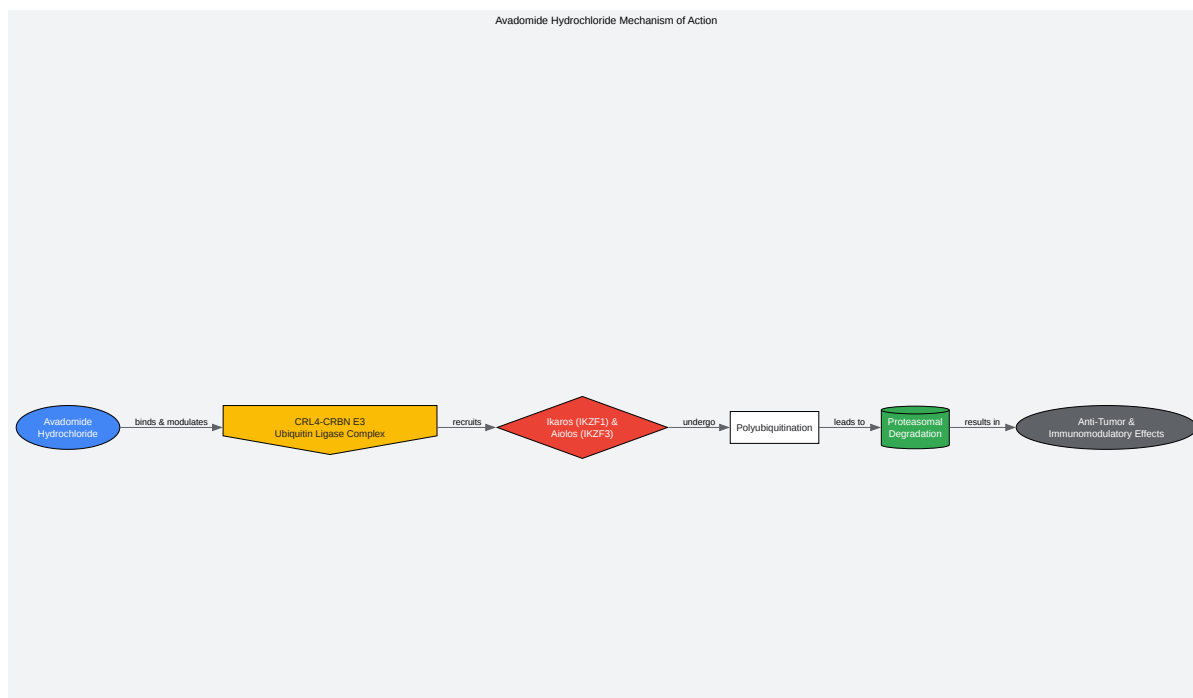 Avadomide Hydrochloride Mechanism of Action
Avadomide
Hydrochloride
binds & modulates
CRL4-CRBN E3
Ubiquitin Ligase Complex
recruits
Ikaros (IKZF1) &
Aiolos (IKZF3)
undergo
Polyubiquitination
leads to
Proteasomal
Degradation
results in
Anti-Tumor &
Immunomodulatory Effects